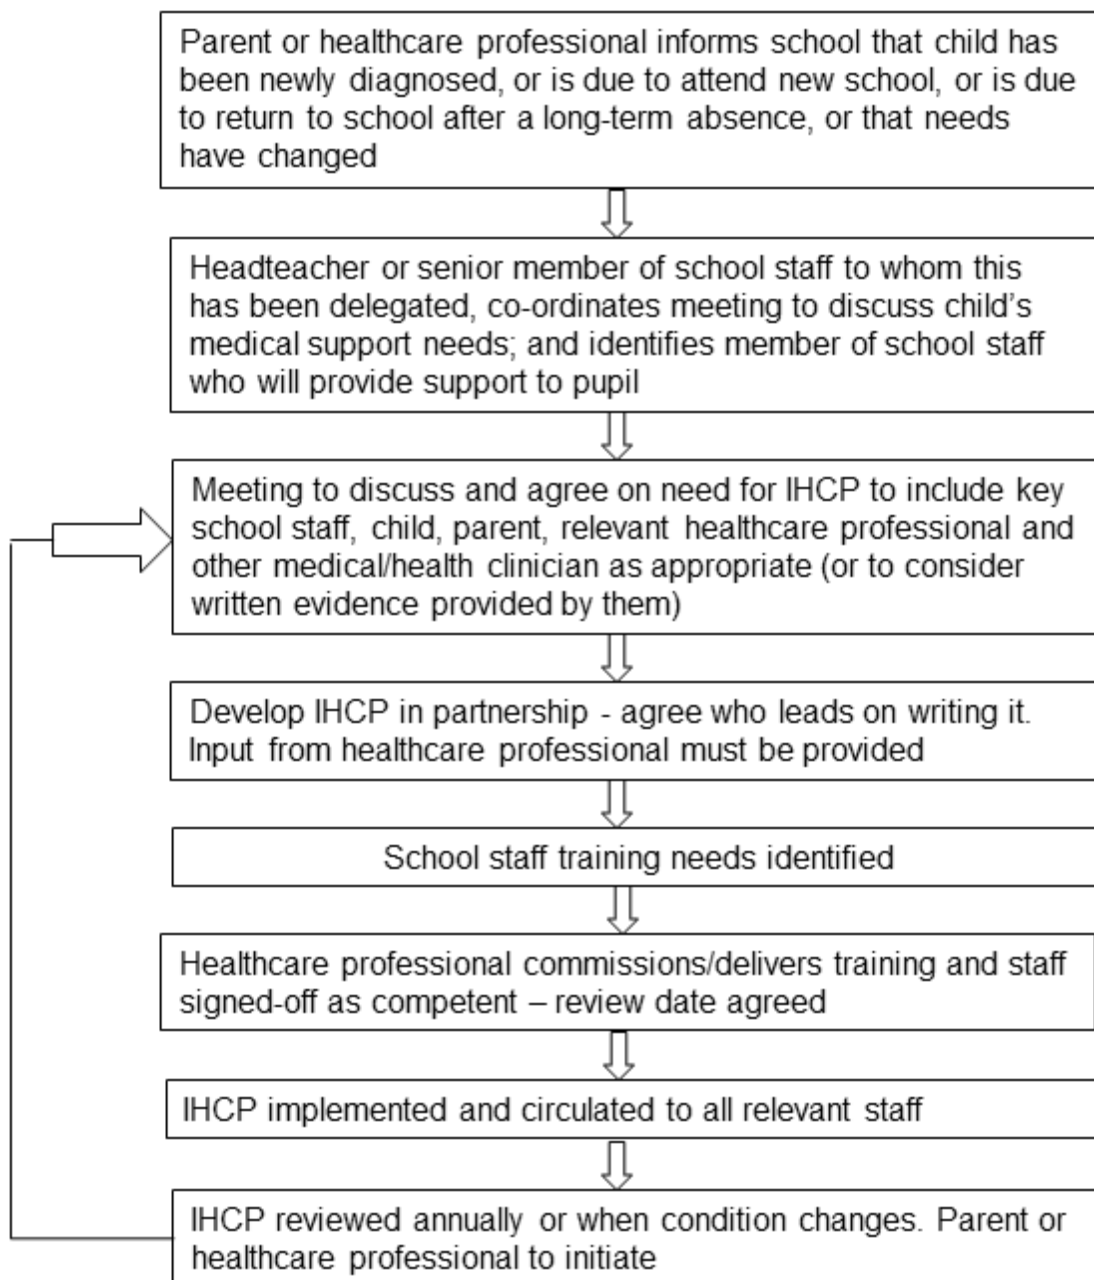 Parent or healthcare professional informs school that child has
been newly diagnosed, or is due to attend new school, or is due
to return to school after a long-term absence, or that needs
have changed
Headteacher or senior member of school staff to whom this
has been delegated, co-ordinates meeting to discuss child's
medical support needs; and identifies member of school staff
who will provide support to pupil
Meeting to discuss and agree on need for IHCP to include key
school staff, child, parent, relevant healthcare professional and
other medical/health clinician as appropriate (or to consider
written evidence provided by them)
Develop IHCP in partnership - agree who leads on writing it.
Input from healthcare professional must be provided
School staff training needs identified
Healthcare professional commissions/delivers training and staff
signed-off as competent – review date agreed
IHCP implemented and circulated to all relevant staff
IHCP reviewed annually or when condition changes. Parent or
healthcare professional to initiate